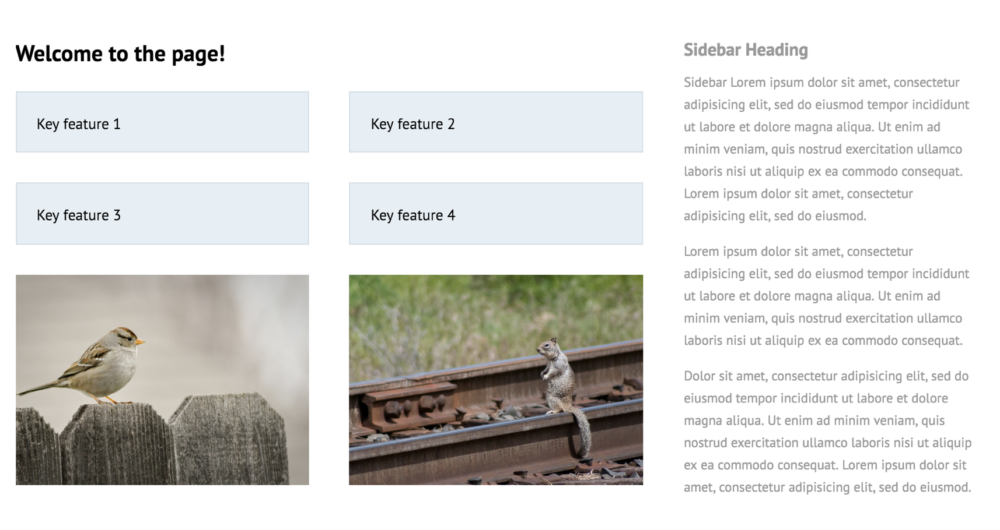 Welcome to the page!
Key feature 1
Key feature 2
Key feature 3
Key feature 4
Sidebar Heading
Sidebar Lorem ipsum dolor sit amet, consectetur
adipisicing elit, sed do eiusmod tempor incididunt
ut labore et dolore magna aliqua. Ut enim ad
minim veniam, quis nostrud exercitation ullamco
laboris nisi ut aliquip ex ea commodo consequat.
Lorem ipsum dolor sit amet, consectetur
adipisicing elit, sed do eiusmod.
Lorem ipsum dolor sit amet, consectetur
adipisicing elit, sed do eiusmod tempor incididunt
ut labore et dolore magna aliqua. Ut enim ad
minim veniam, quis nostrud exercitation ullamco
laboris nisi ut aliquip ex ea commodo consequat.
Dolor sit amet, consectetur adipisicing elit, sed do
eiusmod tempor incididunt ut labore et dolore
magna aliqua. Ut enim ad minim veniam, quis
nostrud exercitation ullamco laboris nisi ut aliquip
ex ea commodo consequat. Lorem ipsum dolor sit
amet, consectetur adipisicing elit, sed do eiusmod.